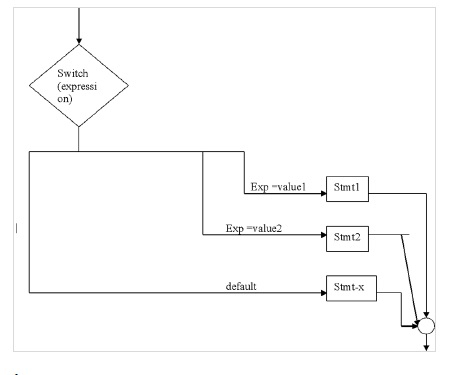 Switch
(expressi
on)
Exp =value1
Stmt1
Exp =value2
Stmt2
default
Stmt-x